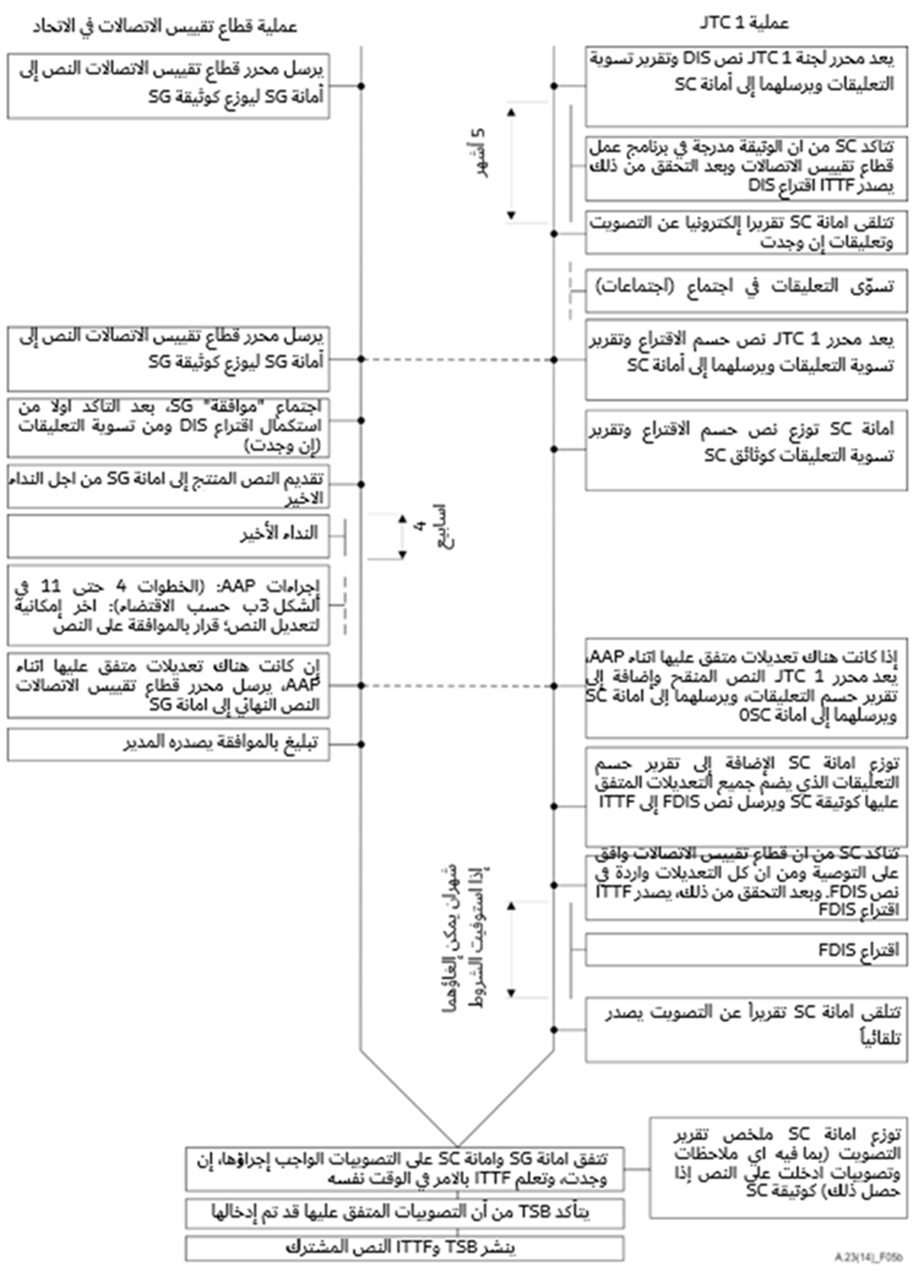 عملية JTC 1
عملية قطاع تقييس الاتصالات في الاتحاد
يعد محرر لجنة JTC 1 نص DIS وتقرير تسوية
التعليقات ويرسلهما إلى أمانة SC
يرسل محرر قطاع تقييس الاتصالات النص إلى
أمانة SG ليوزع كوثيقة SG
5 أشهر
تتاكد SC من ان الوثيقة مدرجة في برنامج عمل
قطاع تقييس الاتصالات وبعد التحقق من ذلك
يصدر ITTF اقتراع DIS
تتلقى امانة SC تقريرا إلكترونيا عن التصويت
وتعليقات إن وجدت
تسوّى التعليقات في اجتماع (اجتماعات)
يعد محرر JTC 1 نص حسم الاقتراع وتقرير
تسوية التعليقات ويرسلهما إلى أمانة SC
يرسل محرر قطاع تقييس الاتصالات النص إلى
أمانة SG ليوزع كوثيقة SG
اجتماع "موافقة" SG، بعد التاكد اولا من
استكمال اقتراع DIS ومن تسوية التعليقات
(إن وجدت)
امانة SC توزع نص حسم الاقتراع وتقرير
تسوية التعليقات كوثائق SC
تقديم النص المنتج إلى امانة SG من اجل النداء
الاخير
4
اسابيع
النداء الأخير
إجراءات AAP: (الخطوات 4 حتى 11 في
الشكل 3ب حسب الاقتضاء): اخر إمكانية
لتعديل النص؛ قرار بالموافقة على النص
إذا كانت هناك تعديلات متفق عليها اثناء AAP،
يعد محرر JTC 1 النص المنقح وإضافة إلى
تقرير حسم التعليقات، ويرسلهما إلى امانة SC
ويرسلهما إلى امانة OSC
إن كانت هناك تعديلات متفق عليها اثناء
AAP، يرسل محرر قطاع تقييس الاتصالات
النص النهائي إلى امانة SG
تبليغ بالموافقة يصدره المدير
توزع امانة SC الإضافة إلى تقرير حسم
التعليقات الذي يضم جميع التعديلات المتفق
عليها كوثيقة SC ويرسل نص FDIS إلى ITTF
تتاكد SC من ان قطاع تقييس الاتصالات وافق
على التوصية ومن ان كل التعديلات واردة في
نص FDIS. وبعد التحقق من ذلك، يصدر ITTF
اقتراع FDIS
شهران يمكن إلغاؤهما
إذا استوفيت الشروط
اقتراع FDIS
تتلقى امانة SC تقريراً عن التصويت يصدر
تلقائياً
توزع امانة SC ملخص تقرير
التصويت (بما فيه اي ملاحظات
وتصويبات ادخلت على النص إذا
حصل ذلك) كوثيقة SC
تتفق امانة SG وامانة SC على التصويبات الواجب إجراؤها، إن
وجدت، وتعلم ITTF بالامر في الوقت نفسه
يتأكد TSB من أن التصويبات المتفق عليها قد تم إدخالها
ينشر TSB وITTF النص المشترك
A.23(14)_F05b